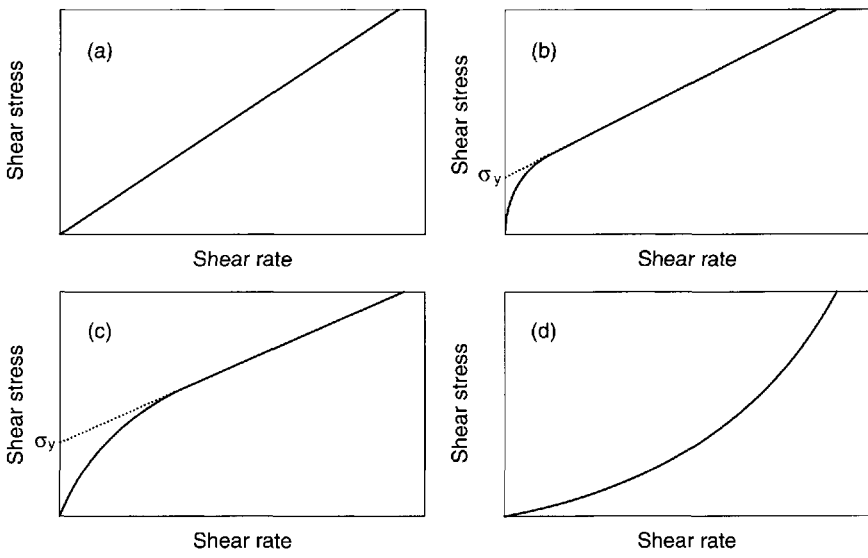 (a)
Shear stress
Shear rate
(b)
Shear stress
σy
Shear rate
(c)
Shear stress
σy
Shear rate
(d)
Shear stress
Shear rate